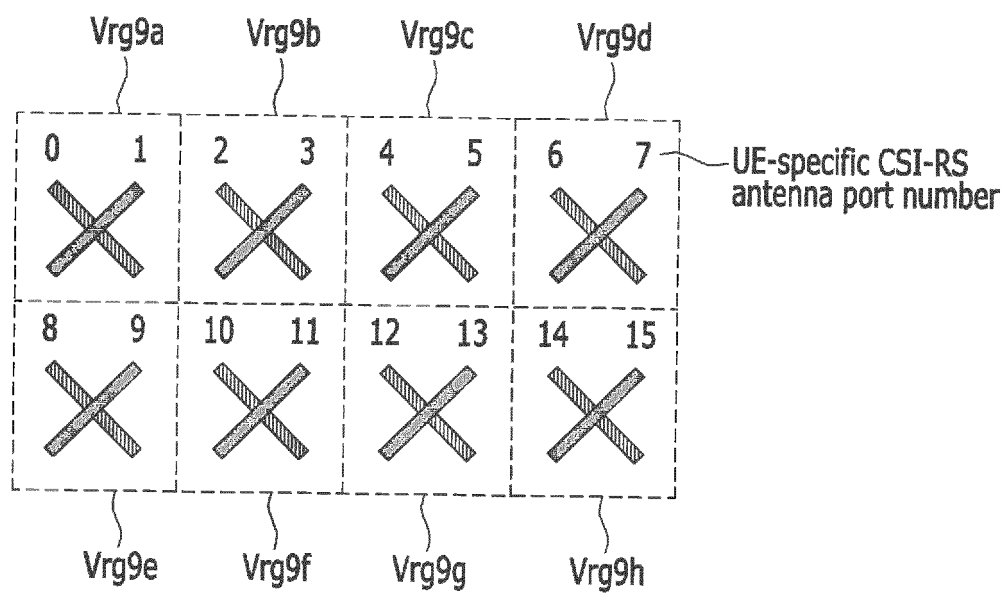 Vrg9a Vrg9b Vrg9c Vrg9d
0 1 2 3 4 5 6 7
UE-specific CSI-RS
antenna port number
8 9 10 11 12 13 14 15
Vrg9e Vrg9f Vrg9g Vrg9h